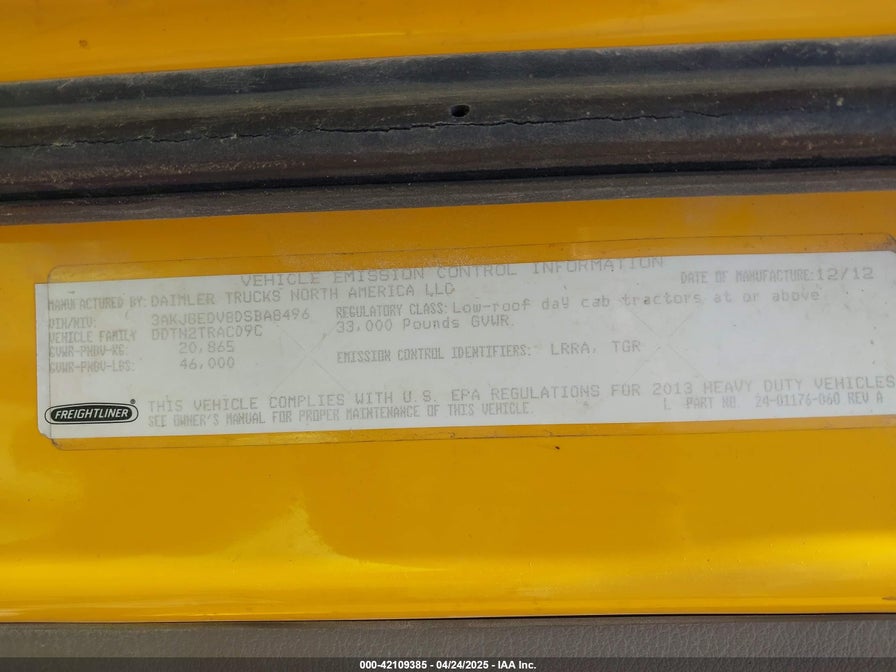 VEHICLE EMISSION CONTROL INFORMATION
MANUFACTURED BY: DAIMLER TRUCKS NORTH AMERICA LLC
DATE OF MANUFACTURE: 12/12
VIN/NIV: 3AKJGEDV8DSBA8496
VEHICLE FAMILY DDTN2TRAC09C
GVWR-PNBV-KG: 20,865
GVWR-PNBV-LBS: 46,000
REGULATORY CLASS: Low-roof day cab tractors at or above
33,000 Pounds GVWR.
EMISSION CONTROL IDENTIFIERS: LRRA, TGR
FREIGHTLINER®
THIS VEHICLE COMPLIES WITH U.S. EPA REGULATIONS FOR 2013 HEAVY DUTY VEHICLES
SEE OWNER'S MANUAL FOR PROPER MAINTENANCE OF THIS VEHICLE.
L PART NO. 24-01176-060 REV A
000-42109385 - 04/24/2025 - IAA Inc.